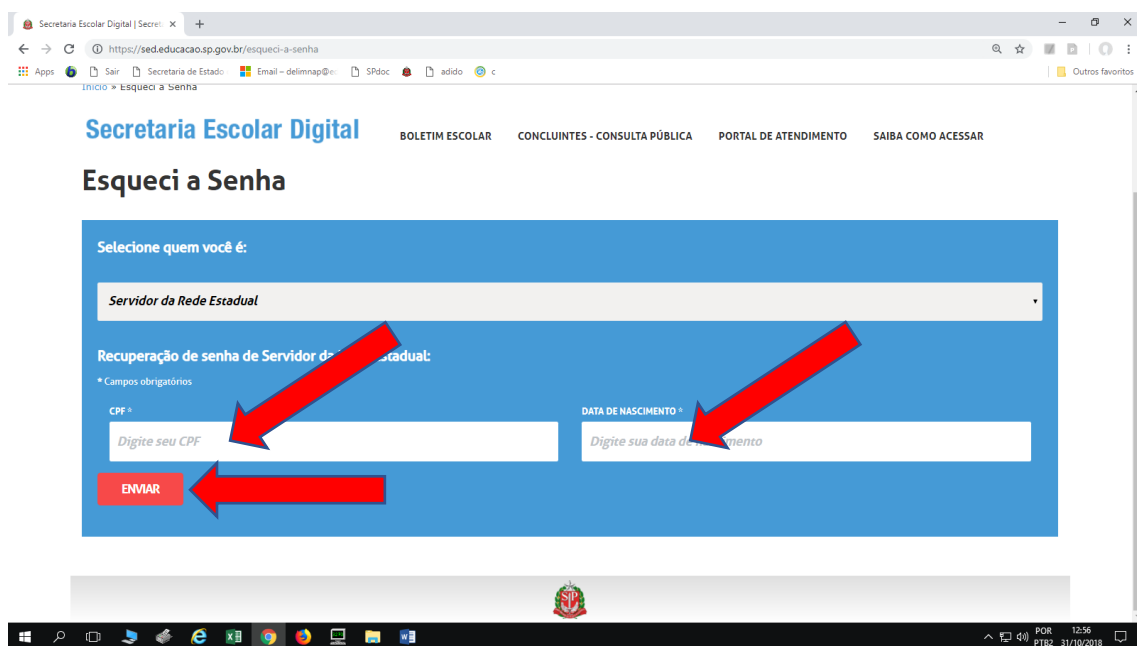 Secretaria Escolar Digital | Secret
https://sed.educacao.sp.gov.br/esqueci-a-senha
Apps Sair Secretaria de Estado Email – delimnap@e SPdoc adido c Outros favoritos
Início » Esqueci a Senha
Secretaria Escolar Digital BOLETIM ESCOLAR CONCLUINTES - CONSULTA PÚBLICA PORTAL DE ATENDIMENTO SAIBA COMO ACESSAR
Esqueci a Senha
Selecione quem você é:
Servidor da Rede Estadual
Recuperação de senha de Servidor da stadual:
* Campos obrigatórios
CPF * DATA DE NASCIMENTO *
Digite seu CPF Digite sua data de mento
ENVIAR
SP
POR 12:56
PTB2 31/10/2018